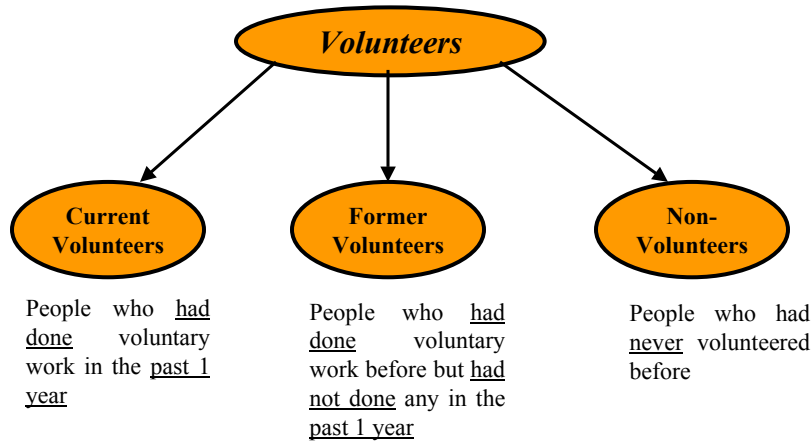 Volunteers
Current
Volunteers
Former
Volunteers
Non-
Volunteers
People who had
done voluntary
work in the past 1
year
People who had
done voluntary
work before but had
not done any in the
past 1 year
People who had
never volunteered
before